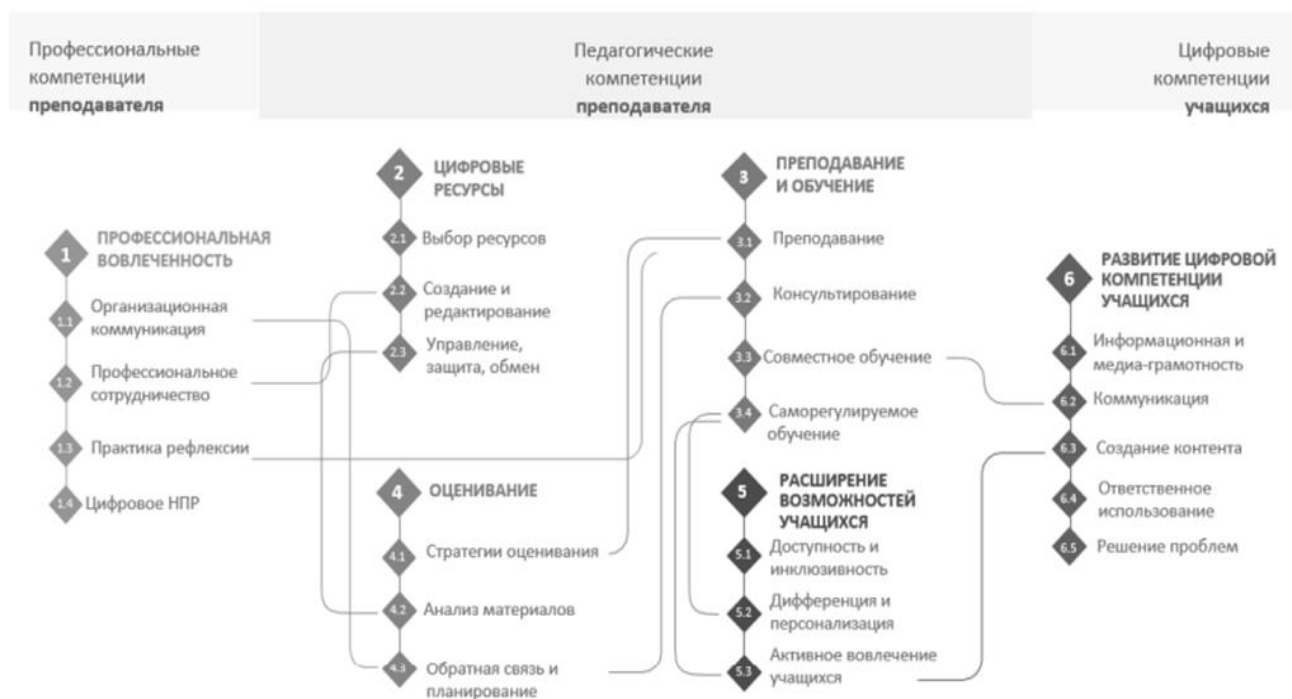 Профессиональные
компетенции
преподавателя
Педагогические
компетенции
преподавателя
Цифровые
компетенции
учащихся
1
ПРОФЕССИОНАЛЬНАЯ
ВОВЛЕЧЕННОСТЬ
1.1
Организационная
коммуникация
1.2
Профессиональное
сотрудничество
1.3
Практика рефлексии
1.4
Цифровое НПР
2
ЦИФРОВЫЕ
РЕСУРСЫ
2.1
Выбор ресурсов
2.2
Создание и
редактирование
2.3
Управление,
защита, обмен
3
ПРЕПОДАВАНИЕ
И ОБУЧЕНИЕ
3.1
Преподавание
3.2
Консультирование
3.3
Совместное обучение
3.4
Саморегулируемое
обучение
4
ОЦЕНИВАНИЕ
4.1
Стратегии оценивания
4.2
Анализ материалов
4.3
Обратная связь и
планирование
5
РАСШИРЕНИЕ
ВОЗМОЖНОСТЕЙ
УЧАЩИХСЯ
5.1
Доступность и
инклюзивность
5.2
Дифференция и
персонализация
5.3
Активное вовлечение
учащихся
6
РАЗВИТИЕ ЦИФРОВОЙ
КОМПЕТЕНЦИИ
УЧАЩИХСЯ
6.1
Информационная и
медиа-грамотность
6.2
Коммуникация
6.3
Создание контента
6.4
Ответственное
использование
6.5
Решение проблем